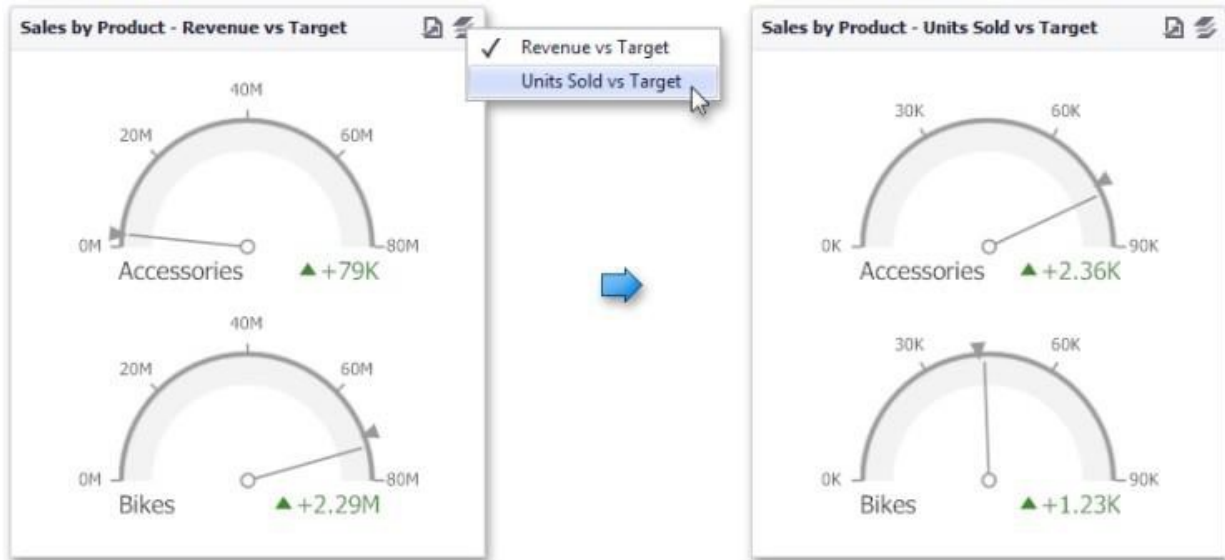 Sales by Product - Revenue vs Target
✓ Revenue vs Target
Units Sold vs Target
40M
20M
60M
0M
80M
Accessories ▲+79K
40M
20M
60M
0M
80M
Bikes ▲+2.29M
Sales by Product - Units Sold vs Target
30K
60K
0K
90K
Accessories ▲+2.36K
30K
60K
0K
90K
Bikes ▲+1.23K